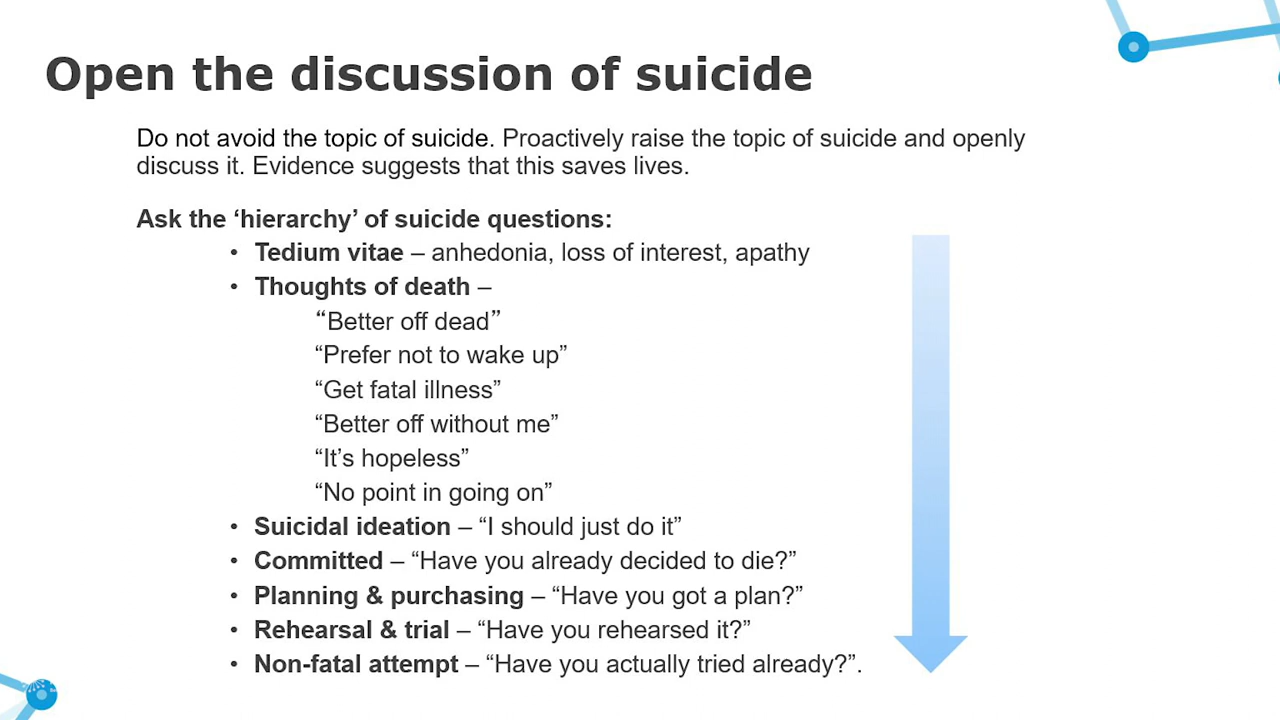 Open the discussion of suicide
Do not avoid the topic of suicide. Proactively raise the topic of suicide and openly
discuss it. Evidence suggests that this saves lives.
Ask the ‘hierarchy’ of suicide questions:
• Tedium vitae – anhedonia, loss of interest, apathy
• Thoughts of death –
“Better off dead”
“Prefer not to wake up”
“Get fatal illness”
“Better off without me”
“It’s hopeless”
“No point in going on”
• Suicidal ideation – “I should just do it”
• Committed – “Have you already decided to die?”
• Planning & purchasing – “Have you got a plan?”
• Rehearsal & trial – “Have you rehearsed it?”
• Non-fatal attempt – “Have you actually tried already?”.